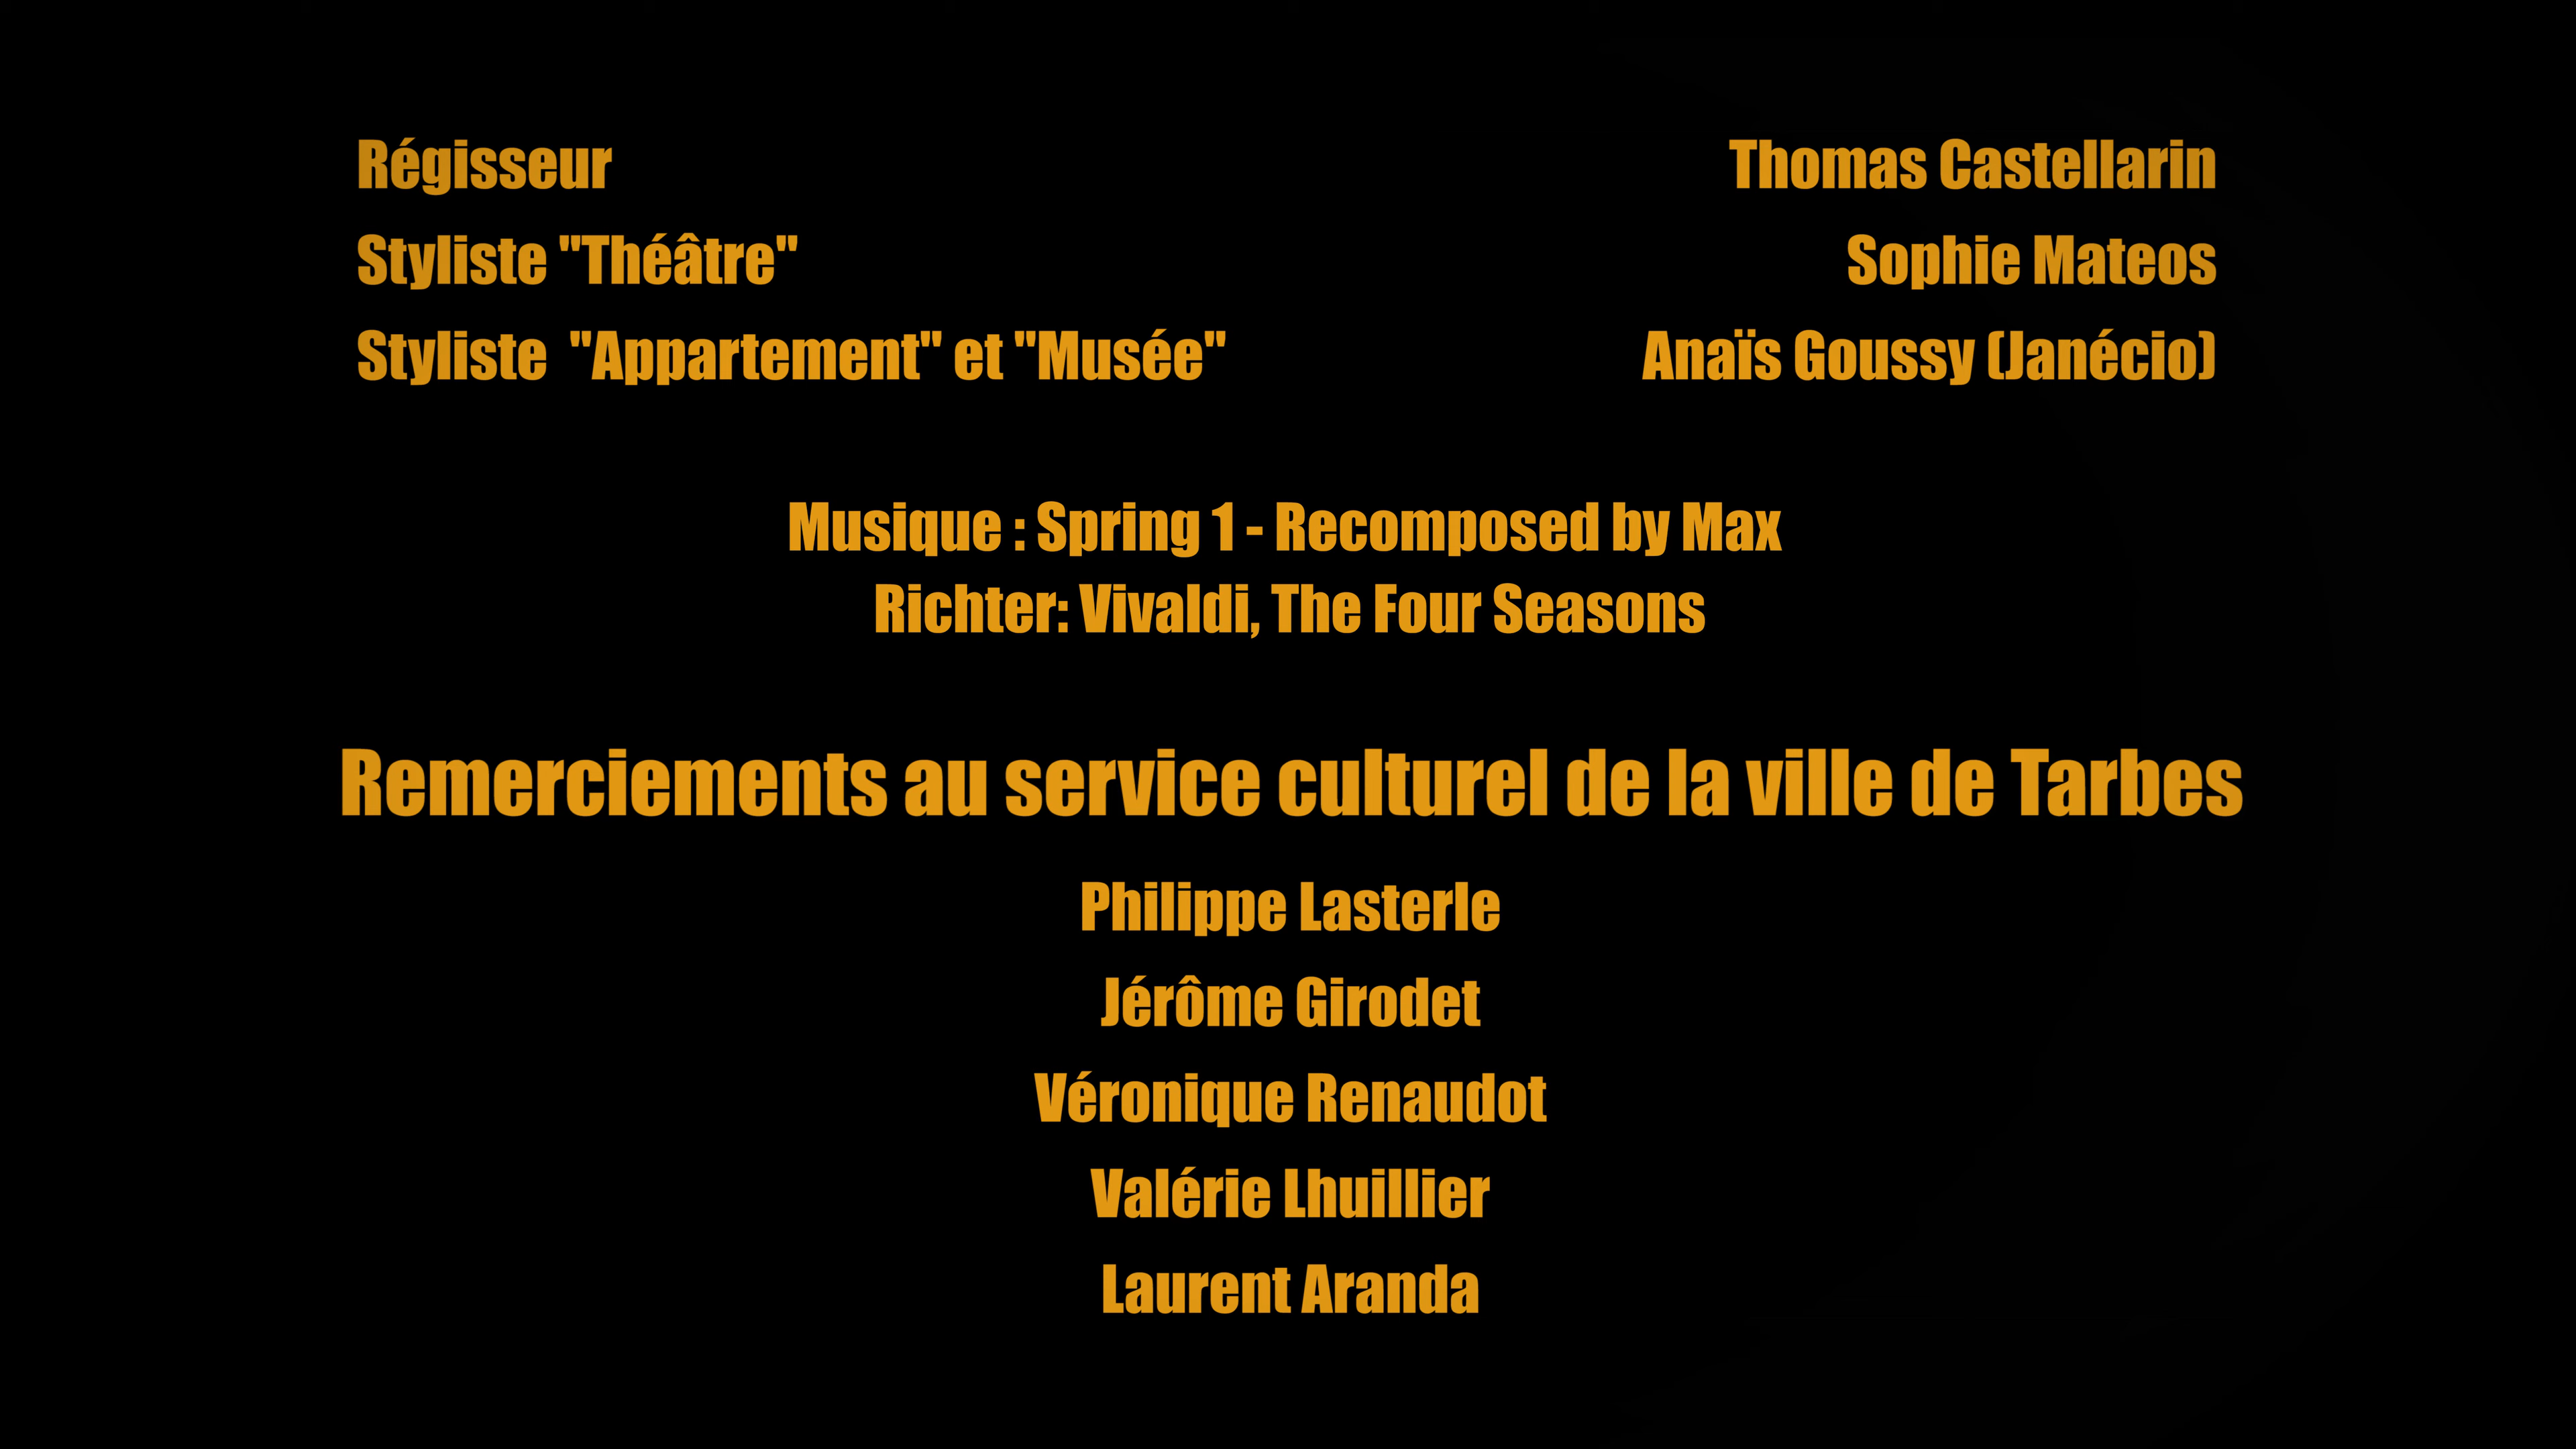 Régisseur Thomas Castellarin
Styliste "Théâtre" Sophie Mateos
Styliste "Appartement" et "Musée" Anaïs Goussy (Janécio)
Musique : Spring 1 - Recomposed by Max
Richter: Vivaldi, The Four Seasons
Remerciements au service culturel de la ville de Tarbes
Philippe Lasterle
Jérôme Girodet
Véronique Renaudot
Valérie Lhuillier
Laurent Aranda